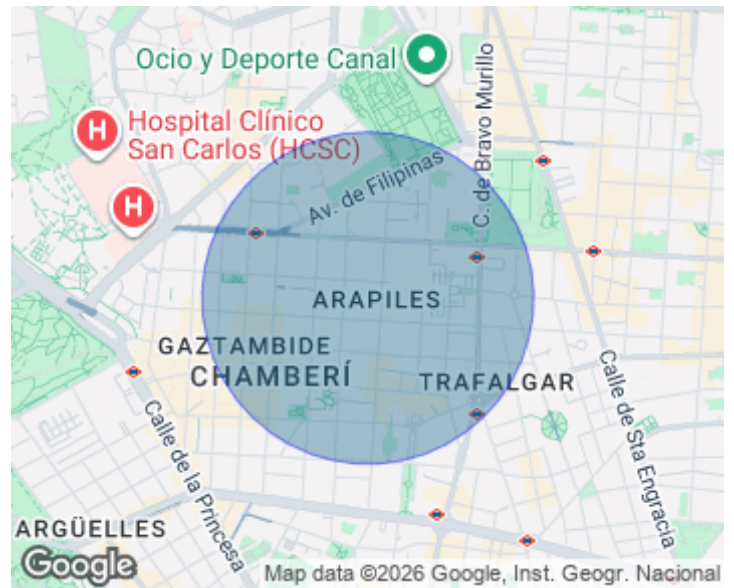 Ocio y Deporte Canal
Hospital Clínico
San Carlos (HCSC)
H
H
Av. de Filipinas
C. de Bravo Murillo
ARAPILES
GAZTAMBIDE
CHAMBERÍ
TRAFALGAR
Calle de la Princesa
Calle de Sta Engracia
ARGÜELLES
Google
Map data ©2026 Google, Inst. Geogr. Nacional